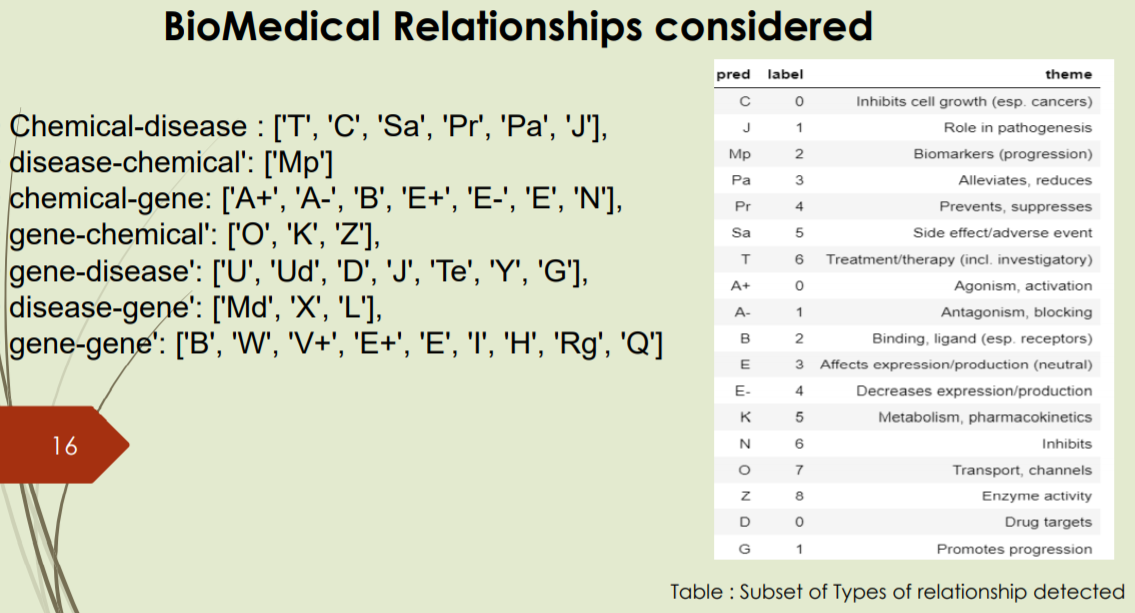 BioMedical Relationships considered
Chemical-disease : ['T', 'C', 'Sa', 'Pr', 'Pa', 'J'],
disease-chemical': ['Mp']
chemical-gene: ['A+', 'A-', 'B', 'E+', 'E-', 'E', 'N'],
gene-chemical': ['O', 'K', 'Z'],
gene-disease': ['U', 'Ud', 'D', 'J', 'Te', 'Y', 'G'],
disease-gene': ['Md', 'X', 'L'],
gene-gene': ['B', 'W', 'V+', 'E+', 'E', 'I', 'H', 'Rg', 'Q']
16
pred label theme
C 0 Inhibits cell growth (esp. cancers)
J 1 Role in pathogenesis
Mp 2 Biomarkers (progression)
Pa 3 Alleviates, reduces
Pr 4 Prevents, suppresses
Sa 5 Side effect/adverse event
T 6 Treatment/therapy (incl. investigatory)
A+ 0 Agonism, activation
A- 1 Antagonism, blocking
B 2 Binding, ligand (esp. receptors)
E 3 Affects expression/production (neutral)
E- 4 Decreases expression/production
K 5 Metabolism, pharmacokinetics
N 6 Inhibits
O 7 Transport, channels
Z 8 Enzyme activity
D 0 Drug targets
G 1 Promotes progression
Table : Subset of Types of relationship detected